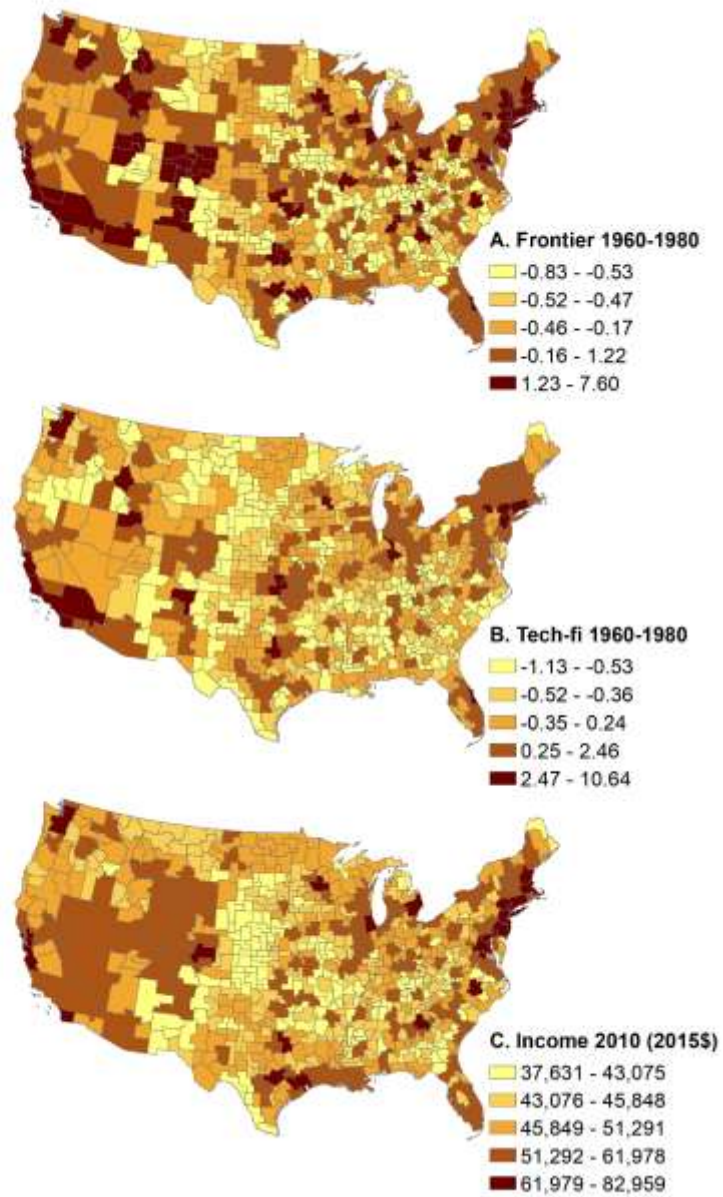 A. Frontier 1960-1980
-0.83 - -0.53
-0.52 - -0.47
-0.46 - -0.17
-0.16 - 1.22
1.23 - 7.60
B. Tech-fi 1960-1980
-1.13 - -0.53
-0.52 - -0.36
-0.35 - 0.24
0.25 - 2.46
2.47 - 10.64
C. Income 2010 (2015$)
37,631 - 43,075
43,076 - 45,848
45,849 - 51,291
51,292 - 61,978
61,979 - 82,959